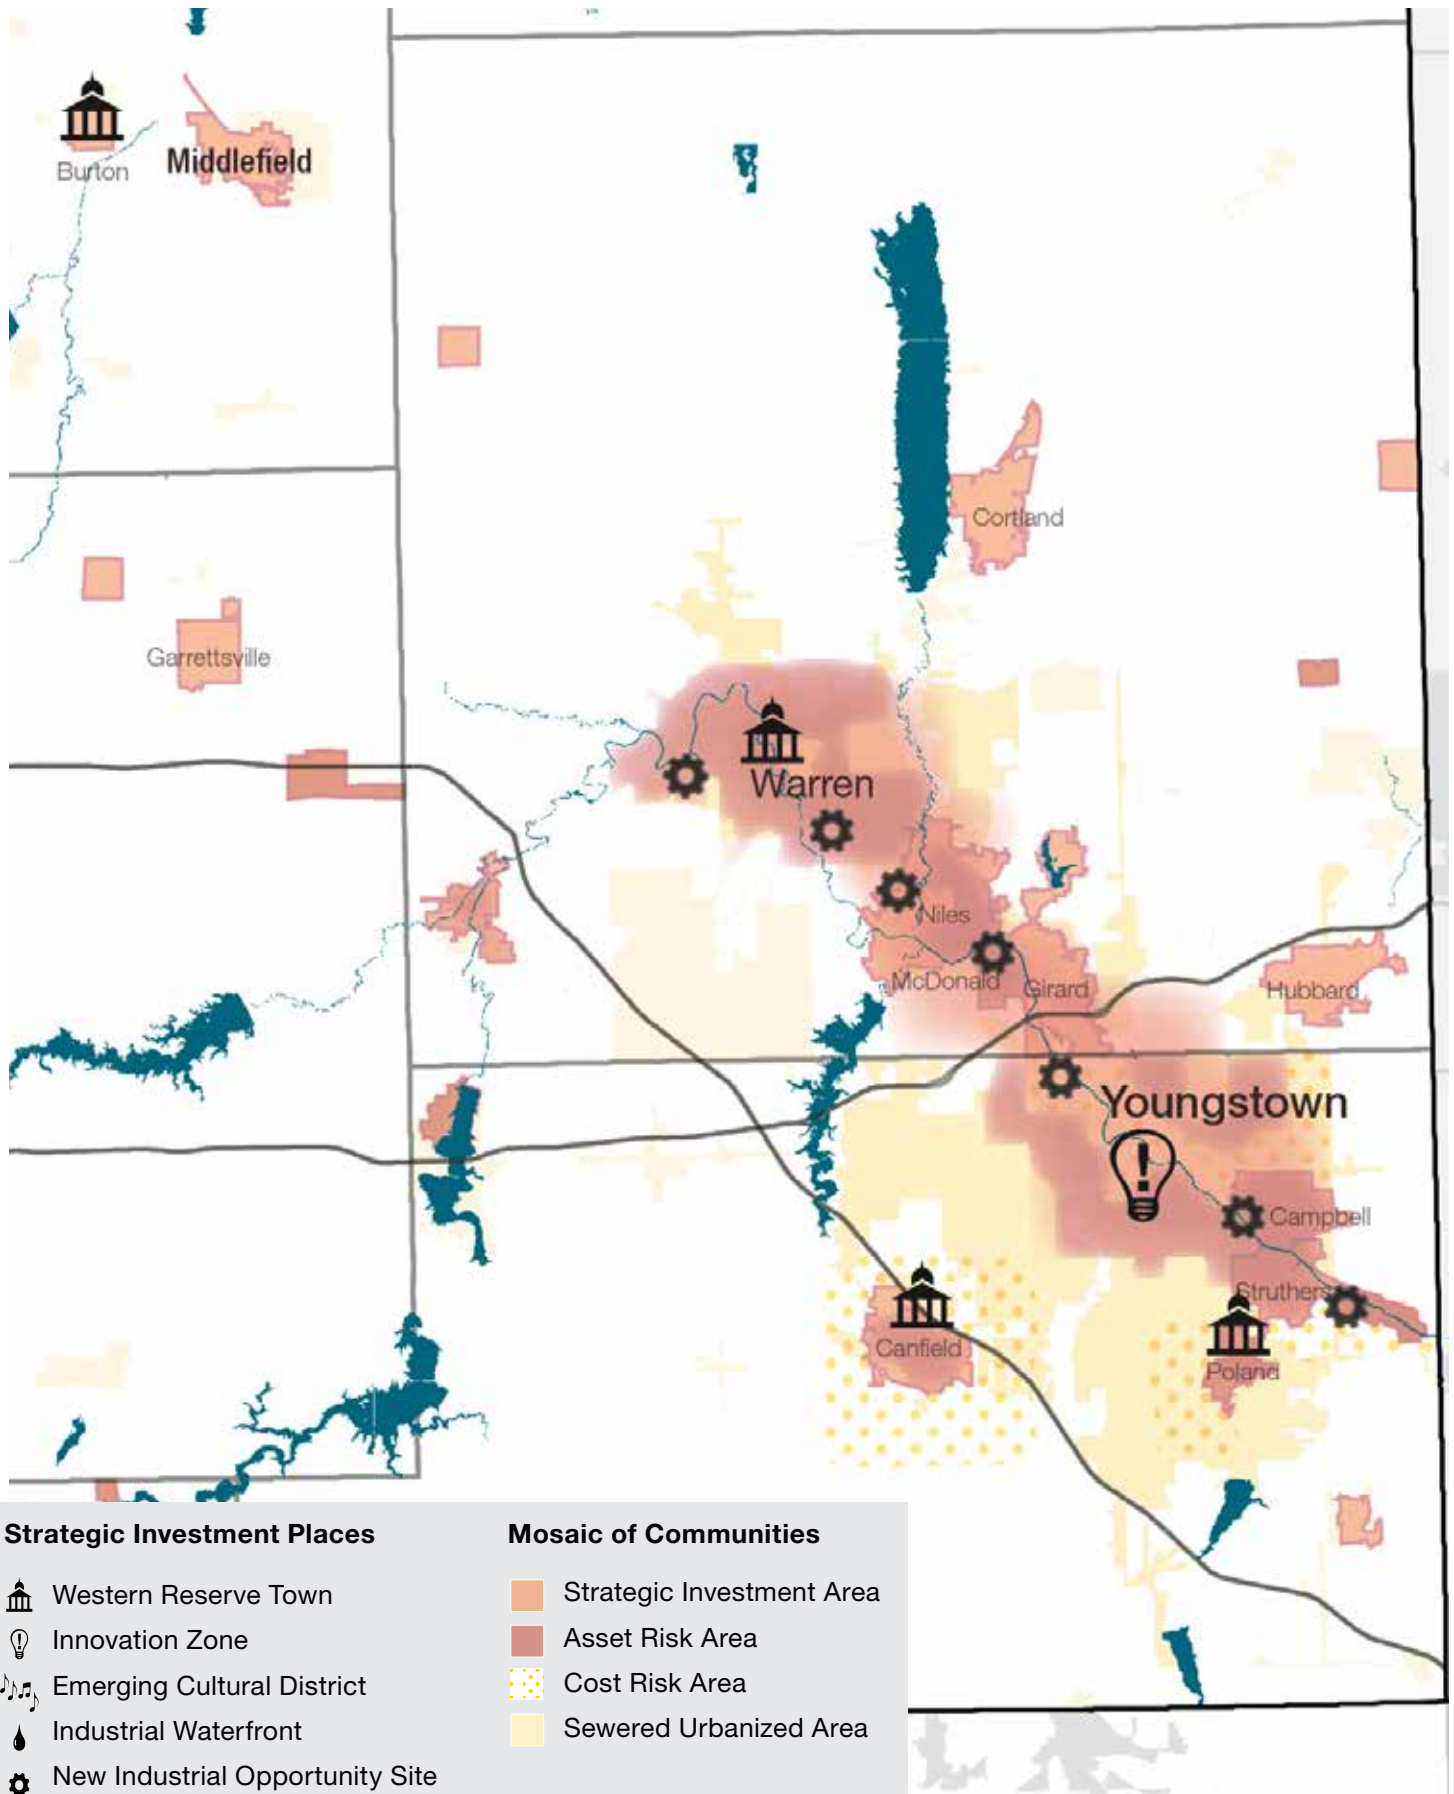 Burton
Middlefield
Cortland
Garrettsville
Warren
Niles
McDonald
Girard
Hubbard
Youngstown
Campbell
Struthers
Canfield
Poland
Strategic Investment Places
Western Reserve Town
Innovation Zone
Emerging Cultural District
Industrial Waterfront
New Industrial Opportunity Site
Mosaic of Communities
Strategic Investment Area
Asset Risk Area
Cost Risk Area
Sewered Urbanized Area